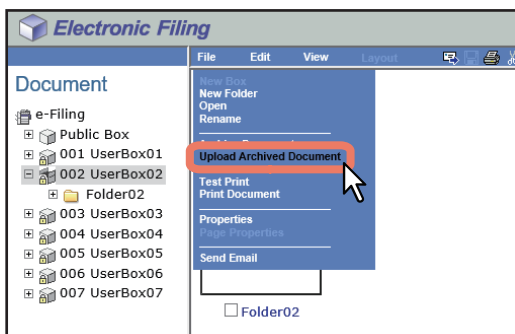 Electronic Filing
File Edit View Layout
Document
e-Filing
Public Box
001 UserBox01
002 UserBox02
Folder02
003 UserBox03
004 UserBox04
005 UserBox05
006 UserBox06
007 UserBox07
New Box
New Folder
Open
Rename
Upload Archived Document
Test Print
Print Document
Properties
Page Properties
Send Email
Folder02